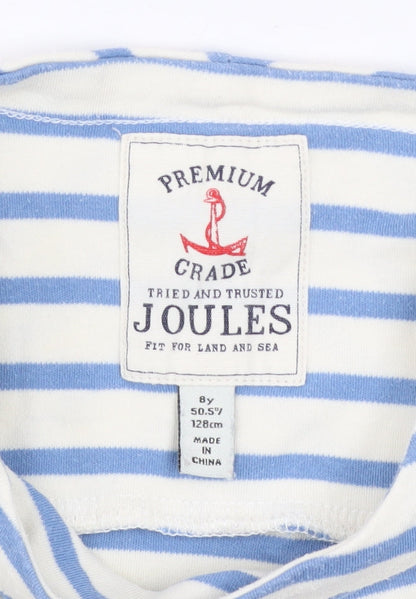 PREMIUM
GRADE
TRIED AND TRUSTED
JOULES
FIT FOR LAND AND SEA
8y
50.5"/
128cm
MADE
IN
CHINA